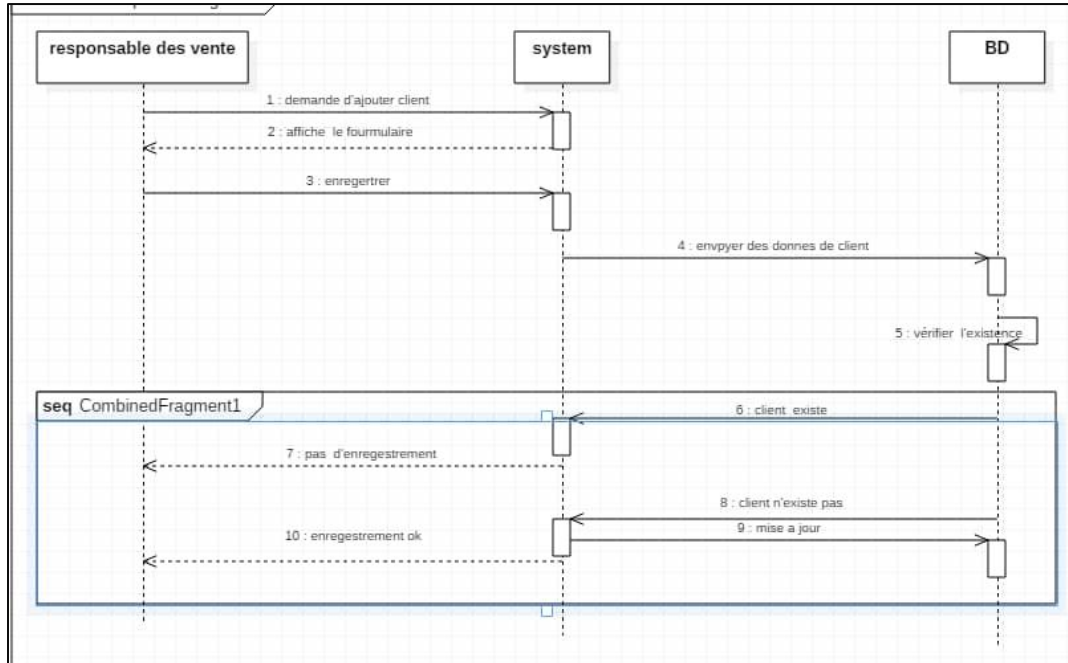 responsable des vente
system
BD
1 : demande d'ajouter client
2 : affiche le fourmulaire
3 : enregertrer
4 : envpyer des donnes de client
5 : vérifier l'existence
seq CombinedFragment1
6 : client existe
7 : pas d'enregestrement
8 : client n'existe pas
9 : mise a jour
10 : enregestrement ok